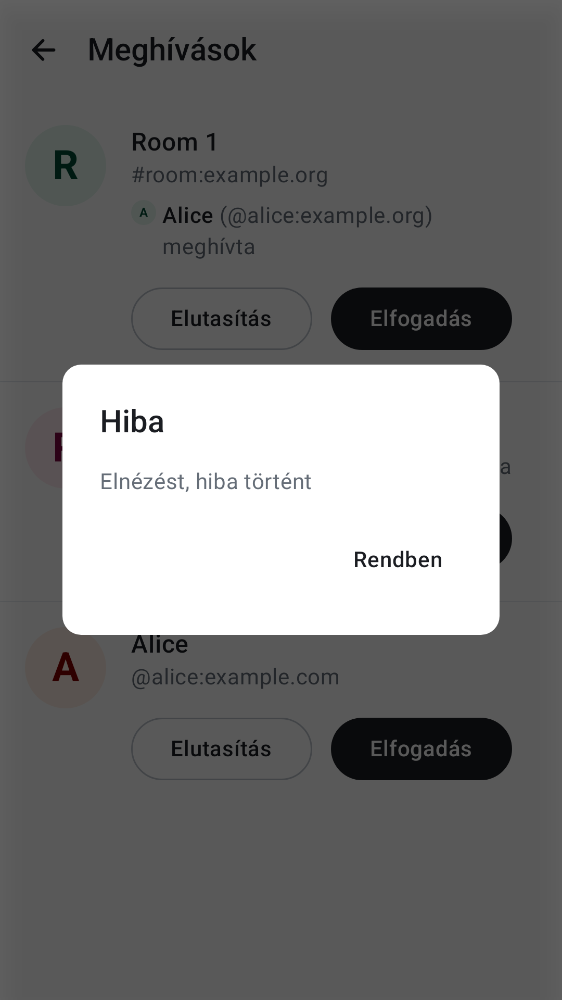 Meghívások
R
Room 1
#room:example.org
A
Alice (@alice:example.org)
meghívta
Elutasítás
Elfogadás
Hiba
Elnézést, hiba történt
a
Rendben
Alice
A
@alice:example.com
Elutasítás
Elfogadás